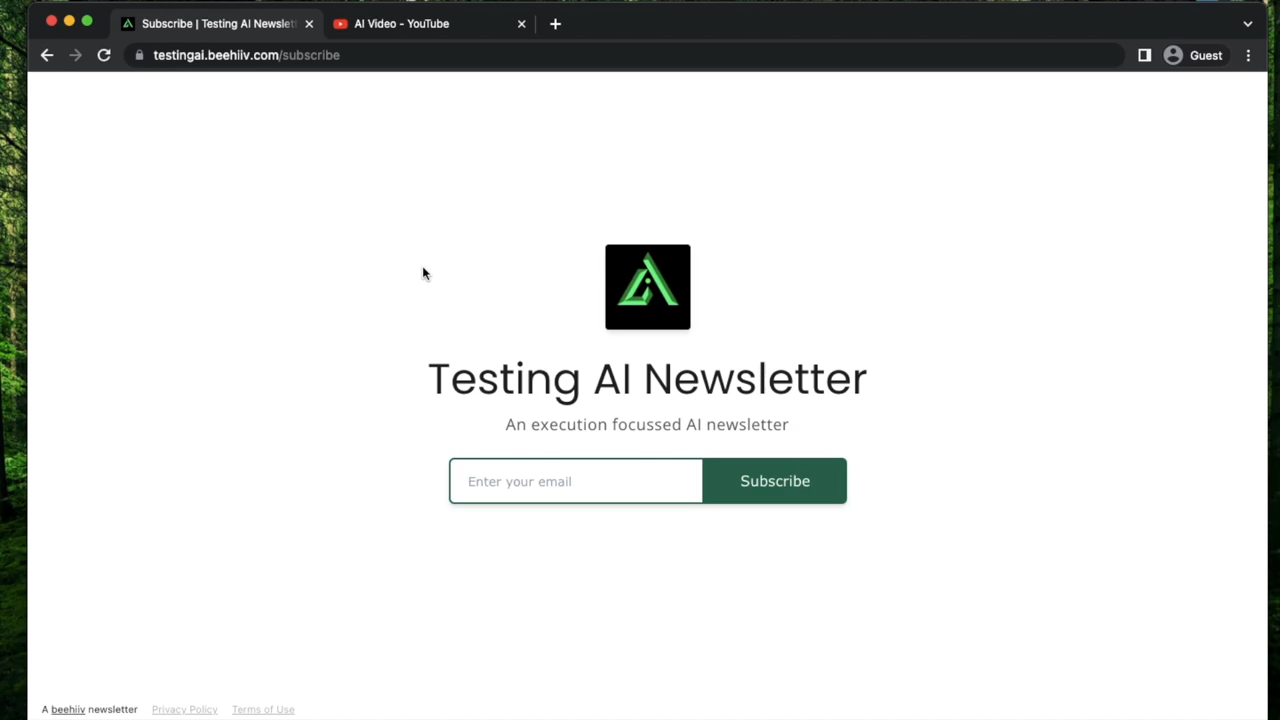 Subscribe | Testing AI Newslet
AI Video - YouTube
testingai.beehiiv.com/subscribe
Guest
Testing AI Newsletter
An execution focussed AI newsletter
Enter your email
Subscribe
A beehiiv newsletter Privacy Policy Terms of Use